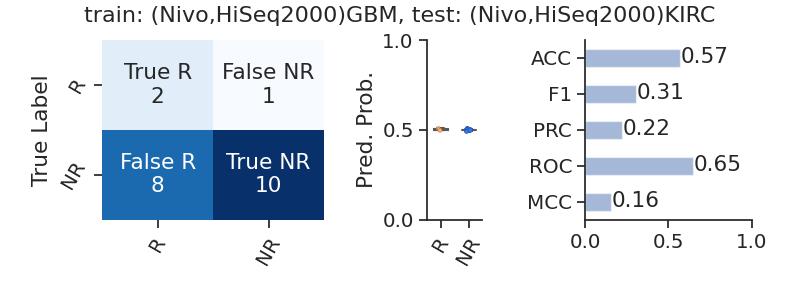 train: (Nivo,HiSeq2000)GBM, test: (Nivo,HiSeq2000)KIRC
True Label
R
NR
True R
2
False NR
1
False R
8
True NR
10
R
NR
Pred. Prob.
1.0
0.5
0.0
R
NR
ACC
0.57
F1
0.31
PRC
0.22
ROC
0.65
MCC
0.16
0.0
0.5
1.0